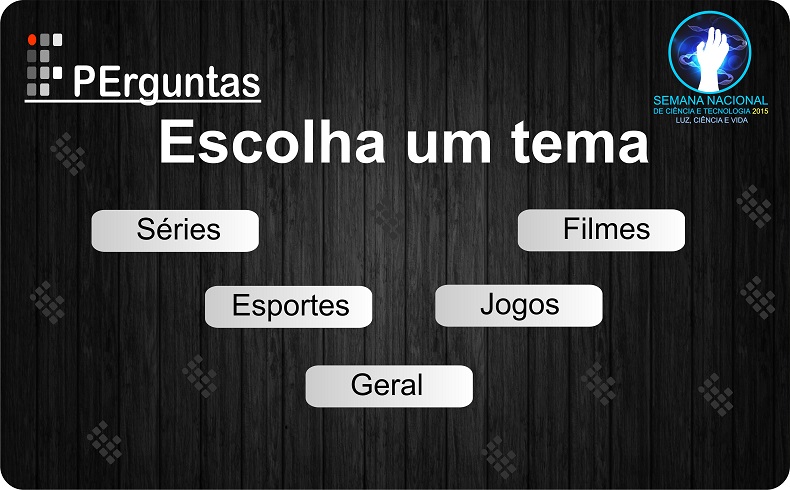 PErguntas
SEMANA NACIONAL
DE CIÊNCIA E TECNOLOGIA 2015
LUZ, CIÊNCIA E VIDA
Escolha um tema
Séries
Filmes
Esportes
Jogos
Geral